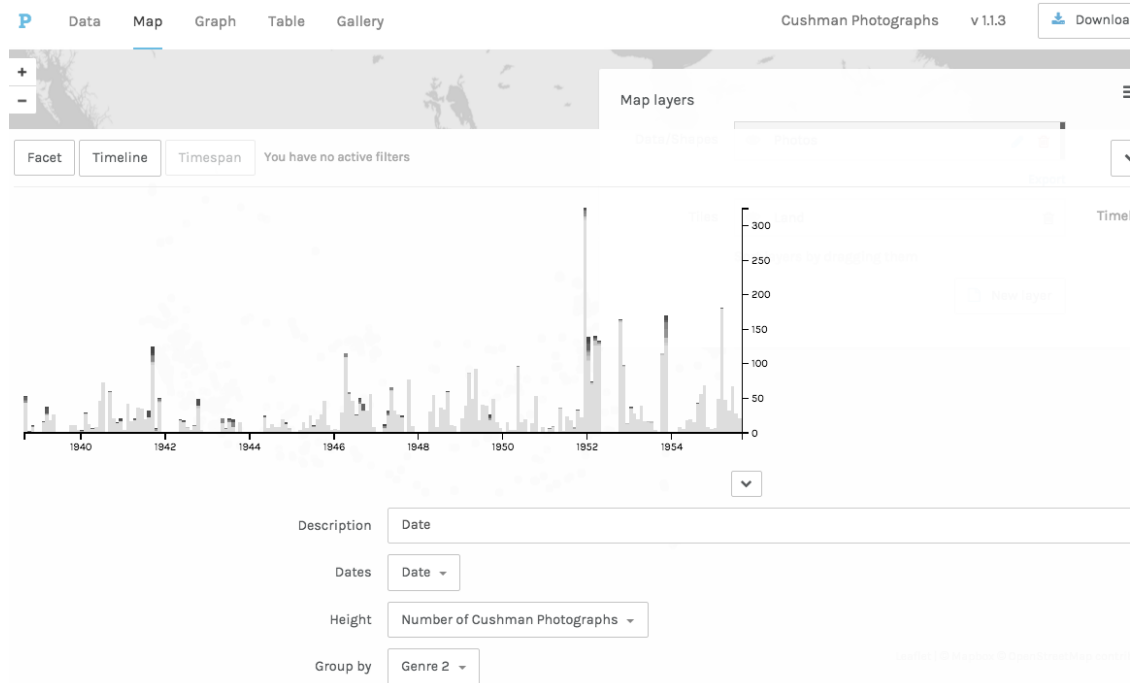 P Data Map Graph Table Gallery Cushman Photographs v 1.1.3
+
−
Map layers
Facet Timeline Timespan You have no active filters
300
250
200
150
100
50
0
1940 1942 1944 1946 1948 1950 1952 1954
Description Date
Dates Date
Height Number of Cushman Photographs
Group by Genre 2